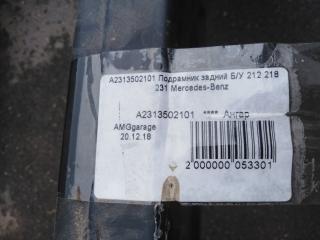 A2313502101 Подрамник задний Б/У 212 218
231 Mercedes-Benz
A2313502101 **** Ангар
AMGgarage
20.12.18
2 000000 053301